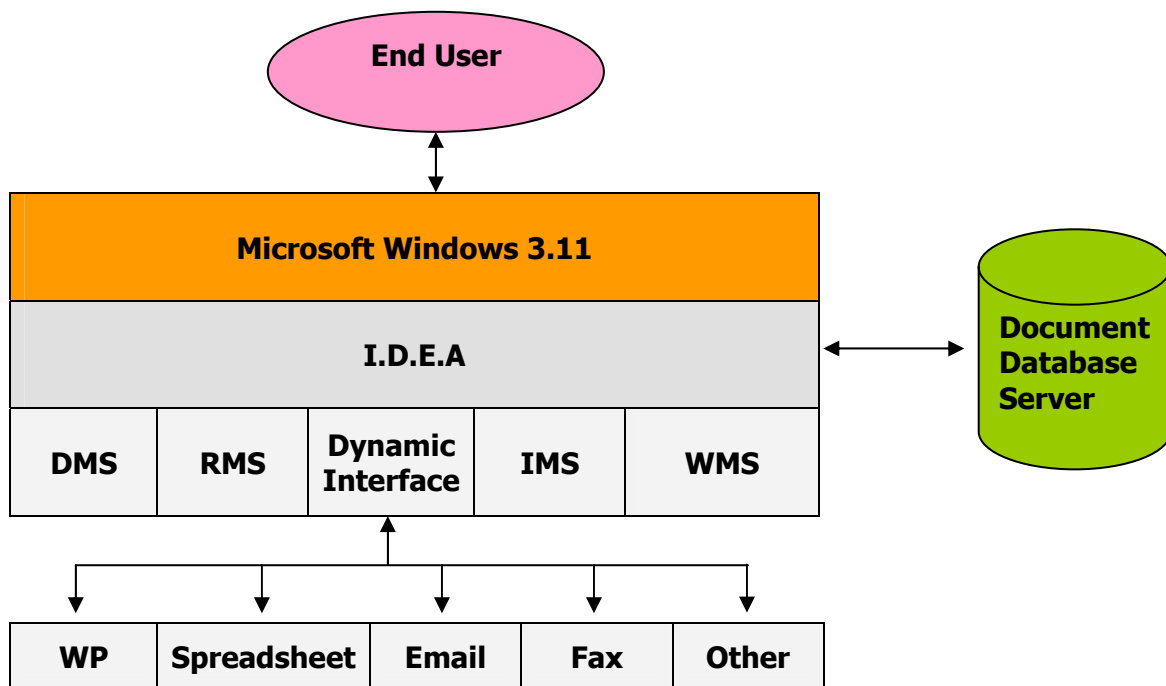 End User
Microsoft Windows 3.11
I.D.E.A
Document
Database
Server
DMS
RMS
Dynamic
Interface
IMS
WMS
WP
Spreadsheet
Email
Fax
Other